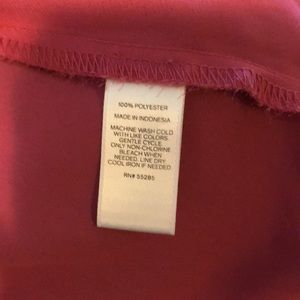 100% POLYESTER
MADE IN INDONESIA
MACHINE WASH COLD
WITH LIKE COLORS.
GENTLE CYCLE.
ONLY NON-CHLORINE
BLEACH WHEN
NEEDED. LINE DRY.
COOL IRON IF NEEDED.
RN# 55285